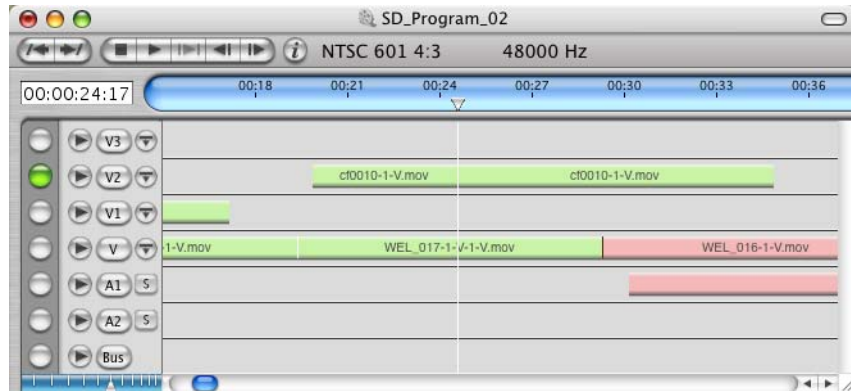 SD_Program_02
NTSC 601 4:3 48000 Hz
00:00:24:17 00:18 00:21 00:24 00:27 00:30 00:33 00:36
V3
V2 cf0010-1-V.mov cf0010-1-V.mov
V1
V -1-V.mov WEL_017-1-V-1-V.mov WEL_016-1-V.mov
A1 S
A2 S
Bus